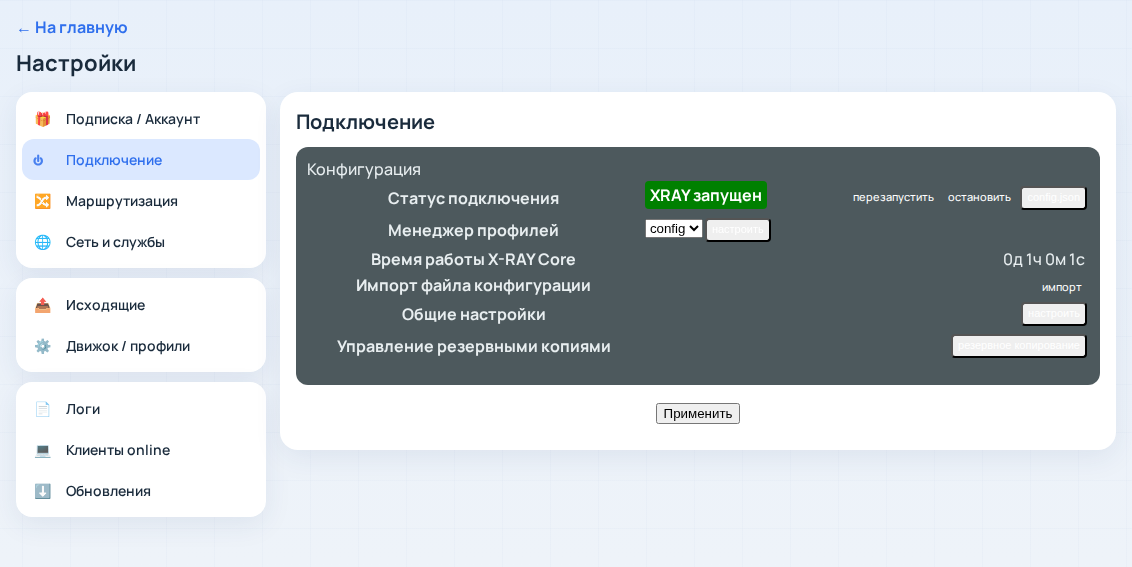 ← На главную
Настройки
Подписка / Аккаунт
Подключение
Маршрутизация
Сеть и службы
Исходящие
Движок / профили
Логи
Клиенты online
Обновления
Подключение
Конфигурация
Статус подключения XRAY запущен перезапустить остановить config.json
Менеджер профилей config настроить
Время работы X-RAY Core 0д 1ч 0м 1с
Импорт файла конфигурации импорт
Общие настройки настроить
Управление резервными копиями резервное копирование
Применить